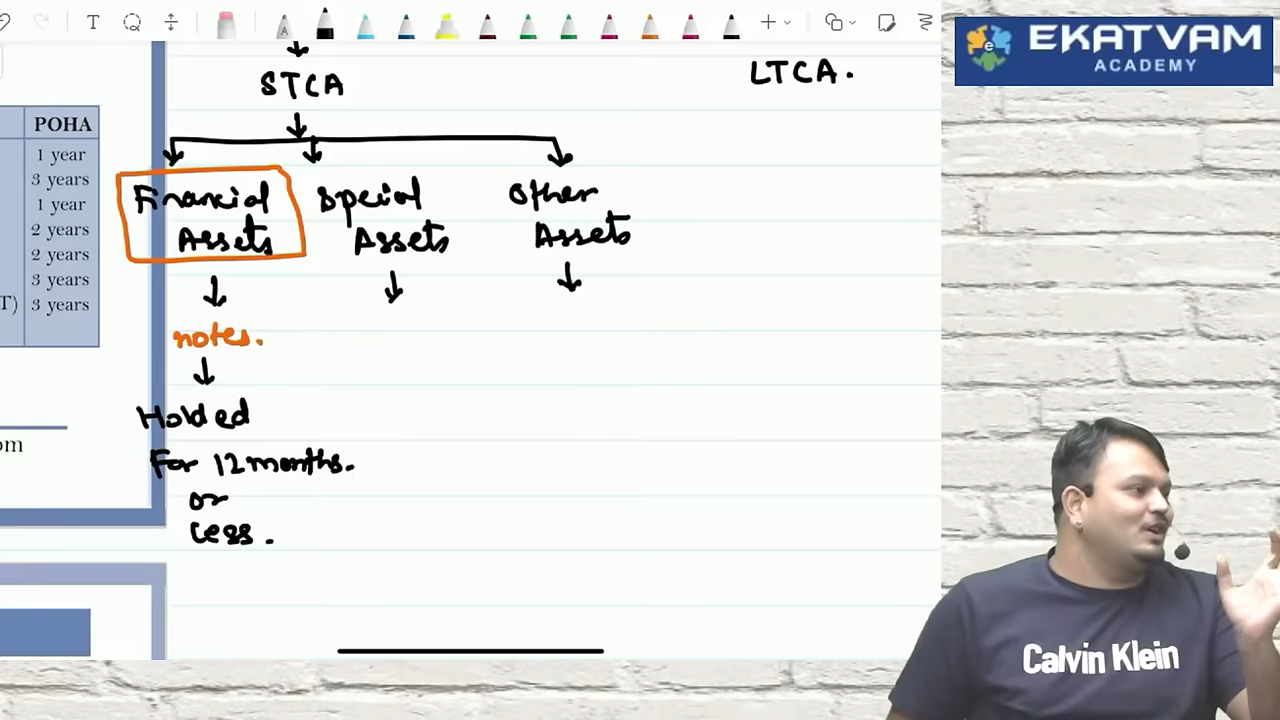 T
A
EKATVAM
ACADEMY
STCA
LTCA.
POHA
1 year
3 years
1 year
2 years
2 years
3 years
T) 3 years
Financial
Assets
Special
Assets
Other
Assets
notes.
Holded
For 12 months.
or
Less.
om
Calvin Klein